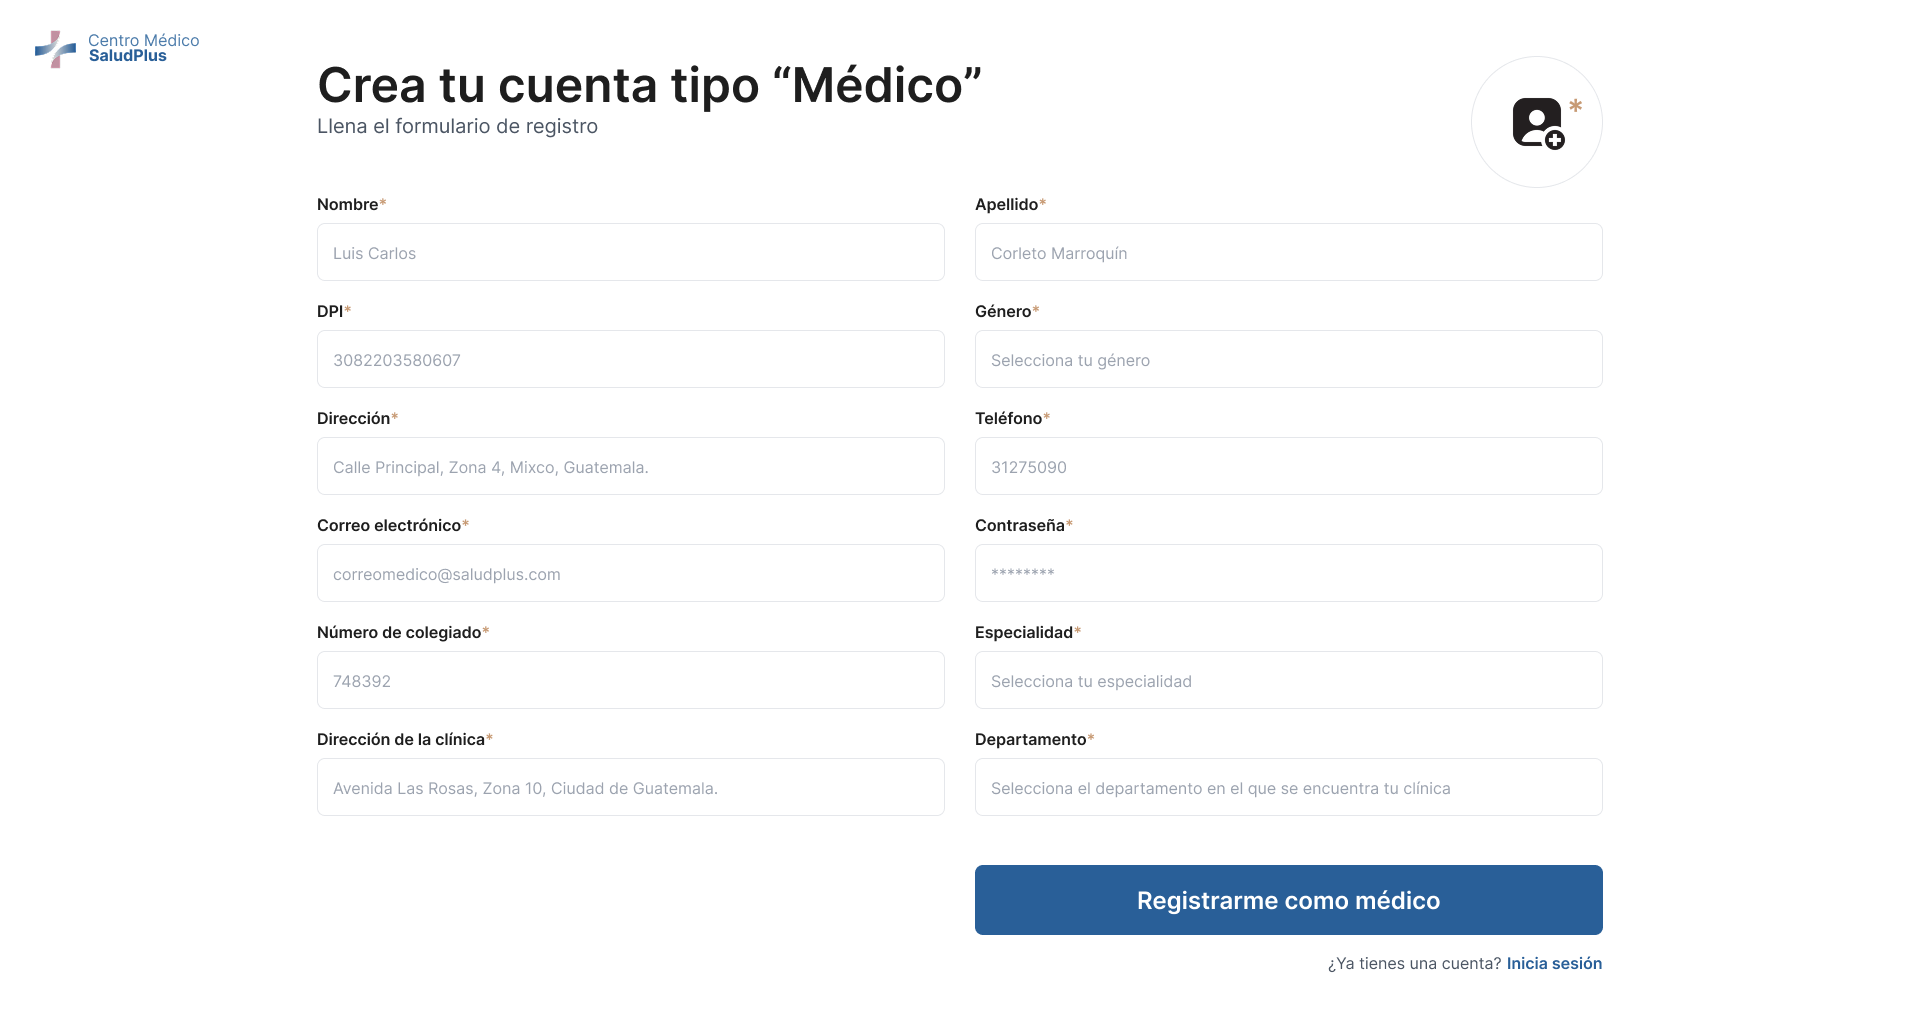 Centro Médico
SaludPlus
Crea tu cuenta tipo “Médico”
Llena el formulario de registro
*
Nombre*
Luis Carlos
Apellido*
Corleto Marroquín
DPI*
3082203580607
Género*
Selecciona tu género
Dirección*
Calle Principal, Zona 4, Mixco, Guatemala.
Teléfono*
31275090
Correo electrónico*
correomedico@saludplus.com
Contraseña*
********
Número de colegiado*
748392
Especialidad*
Selecciona tu especialidad
Dirección de la clínica*
Avenida Las Rosas, Zona 10, Ciudad de Guatemala.
Departamento*
Selecciona el departamento en el que se encuentra tu clínica
Registrarme como médico
¿Ya tienes una cuenta? Inicia sesión